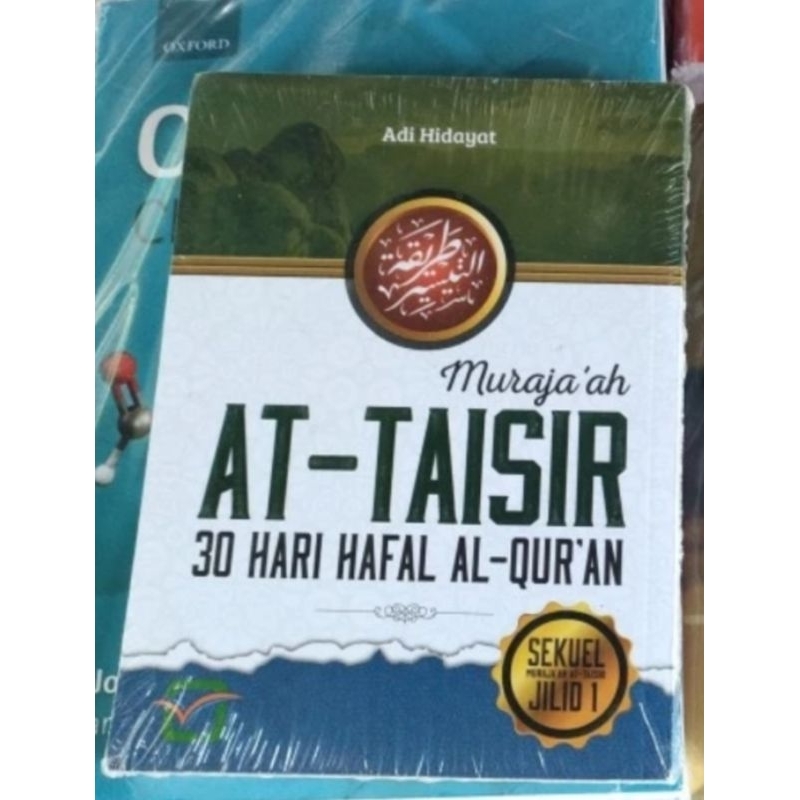 OXFORD
Adi Hidayat
طريقة
التيسير
Muraja'ah
AT-TAISIR
30 HARI HAFAL AL-QUR'AN
SEKUEL
MURAJA'AH AT-TAISIR
JILID 1